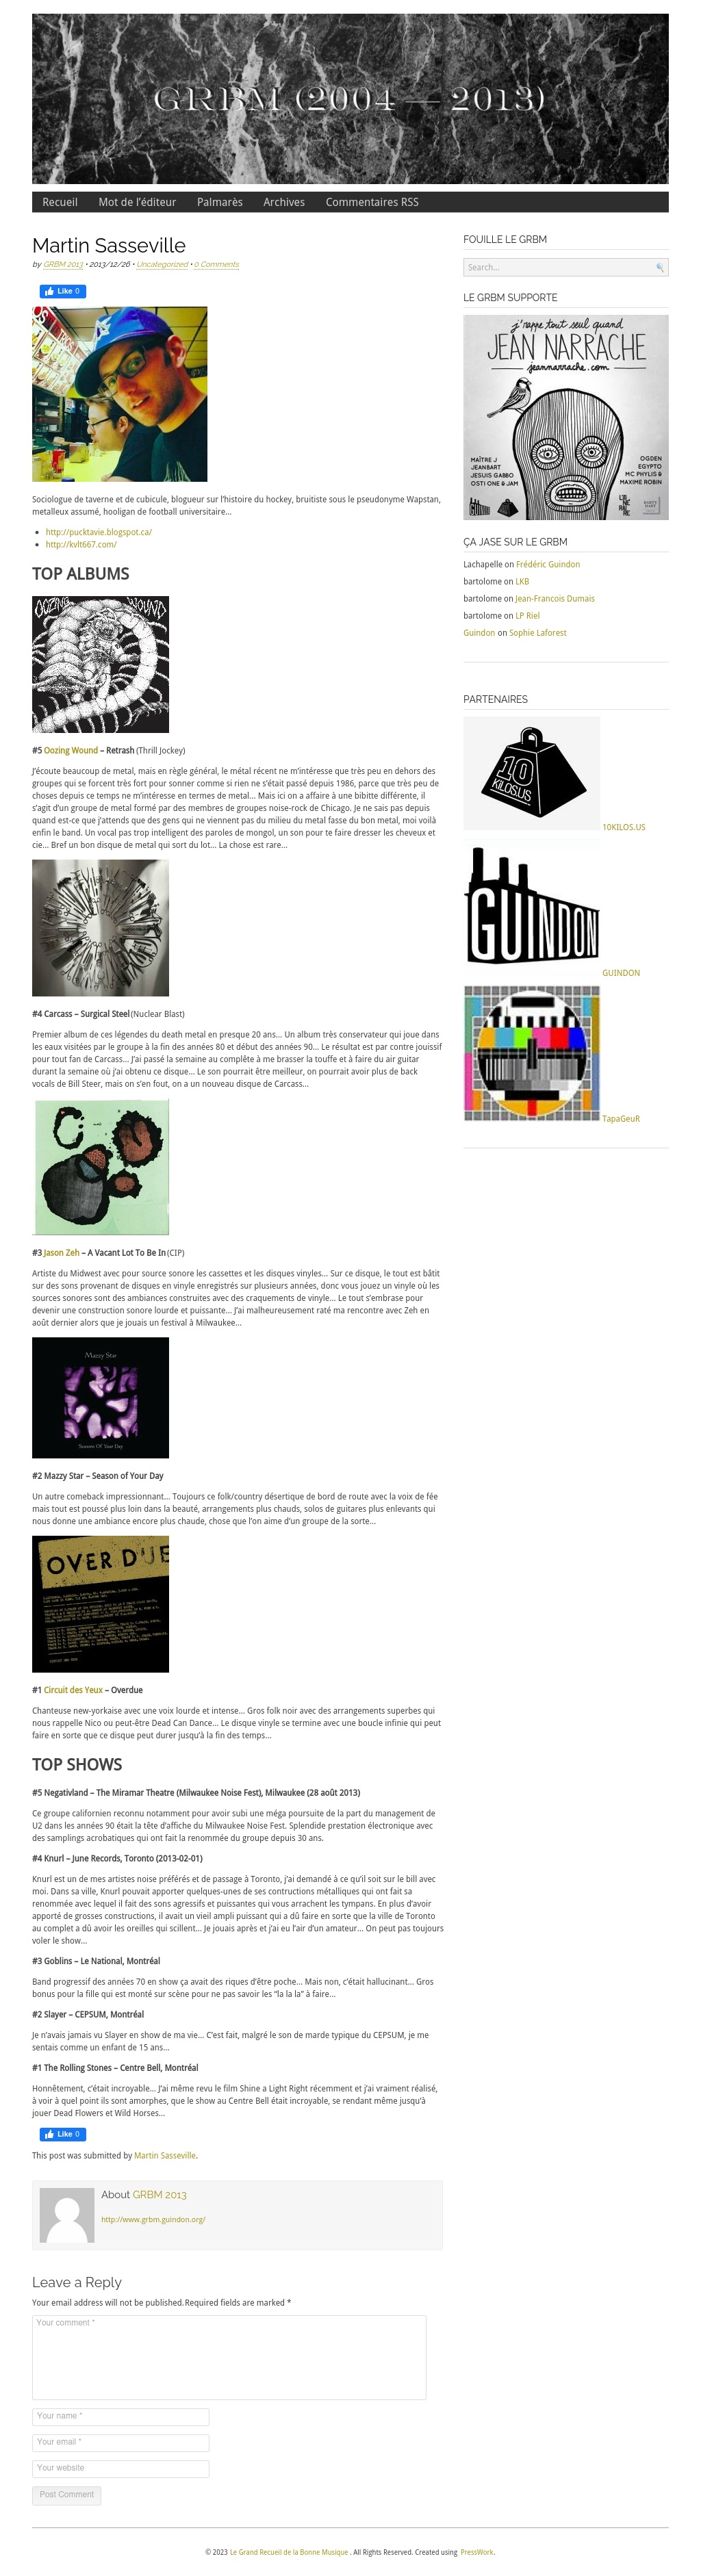 GRBM (2004 — 2013)
Recueil Mot de l'éditeur Palmarès Archives Commentaires RSS
Martin Sasseville
by GRBM 2013 • 2013/12/26 • Uncategorized • 0 Comments
Like 0
Sociologue de taverne et de cubicule, blogueur sur l'histoire du hockey, bruitiste sous le pseudonyme Wapstan,
metalleux assumé, hooligan de football universitaire…
http://pucktavie.blogspot.ca/
http://kvlt667.com/
TOP ALBUMS
OOZING WOUND
#5 Oozing Wound – Retrash (Thrill Jockey)
J'écoute beaucoup de metal, mais en règle général, le métal récent ne m'intéresse que très peu en dehors des
groupes qui se forcent très fort pour sonner comme si rien ne s'était passé depuis 1986, parce que très peu de
choses depuis ce temps ne m'intéresse en termes de metal… Mais ici on a affaire à une bibitte différente, il
s'agit d'un groupe de metal formé par des membres de groupes noise-rock de Chicago. Je ne sais pas depuis
quand est-ce que j'attends que des gens qui ne viennent pas du milieu du metal fasse du bon metal, moi voilà
enfin le band. Un vocal pas trop intelligent des paroles de mongol, un son pour te faire dresser les cheveux et
cie… Bref un bon disque de metal qui sort du lot… La chose est rare…
#4 Carcass – Surgical Steel (Nuclear Blast)
Premier album de ces légendes du death metal en presque 20 ans… Un album très conservateur qui joue dans
les eaux visitées par le groupe à la fin des années 80 et début des années 90… Le résultat est par contre jouissif
pour tout fan de Carcass… J'ai passé la semaine au complête à me brasser la touffe et à faire du air guitar
durant la semaine où j'ai obtenu ce disque… Le son pourrait être meilleur, on pourrait avoir plus de back
vocals de Bill Steer, mais on s'en fout, on a un nouveau disque de Carcass…
#3 Jason Zeh – A Vacant Lot To Be In (CIP)
Artiste du Midwest avec pour source sonore les cassettes et les disques vinyles… Sur ce disque, le tout est bâtit
sur des sons provenant de disques en vinyle enregistrés sur plusieurs années, donc vous jouez un vinyle où les
sources sonores sont des ambiances construites avec des craquements de vinyle… Le tout s'embrase pour
devenir une construction sonore lourde et puissante… J'ai malheureusement raté ma rencontre avec Zeh en
août dernier alors que je jouais un festival à Milwaukee…
Mazzy Star
Seasons Of Your Day
#2 Mazzy Star – Season of Your Day
Un autre comeback impressionnant… Toujours ce folk/country désertique de bord de route avec la voix de fée
mais tout est poussé plus loin dans la beauté, arrangements plus chauds, solos de guitares plus enlevants qui
nous donne une ambiance encore plus chaude, chose que l'on aime d'un groupe de la sorte…
OVERDUE
#1 Circuit des Yeux – Overdue
Chanteuse new-yorkaise avec une voix lourde et intense… Gros folk noir avec des arrangements superbes qui
nous rappelle Nico ou peut-être Dead Can Dance… Le disque vinyle se termine avec une boucle infinie qui peut
faire en sorte que ce disque peut durer jusqu'à la fin des temps…
TOP SHOWS
#5 Negativland – The Miramar Theatre (Milwaukee Noise Fest), Milwaukee (28 août 2013)
Ce groupe californien reconnu notamment pour avoir subi une méga poursuite de la part du management de
U2 dans les années 90 était la tête d'affiche du Milwaukee Noise Fest. Splendide prestation électronique avec
des samplings acrobatiques qui ont fait la renommée du groupe depuis 30 ans.
#4 Knurl – June Records, Toronto (2013-02-01)
Knurl est un de mes artistes noise préférés et de passage à Toronto, j'ai demandé à ce qu'il soit sur le bill avec
moi. Dans sa ville, Knurl pouvait apporter quelques-unes de ses contructions métalliques qui ont fait sa
renommée avec lequel il fait des sons agressifs et puissantes qui vous arrachent les tympans. En plus d'avoir
apporté de grosses constructions, il avait un vieil ampli puissant qui a dû faire en sorte que la ville de Toronto
au complet a dû avoir les oreilles qui scillent… Je jouais après et j'ai eu l'air d'un amateur… On peut pas toujours
voler le show…
#3 Goblins – Le National, Montréal
Band progressif des années 70 en show ça avait des riques d'être poche… Mais non, c'était hallucinant… Gros
bonus pour la fille qui est monté sur scène pour ne pas savoir les "la la la" à faire…
#2 Slayer – CEPSUM, Montréal
Je n'avais jamais vu Slayer en show de ma vie… C'est fait, malgré le son de marde typique du CEPSUM, je me
sentais comme un enfant de 15 ans…
#1 The Rolling Stones – Centre Bell, Montréal
Honnêtement, c'était incroyable… J'ai même revu le film Shine a Light Right récemment et j'ai vraiment réalisé,
à voir à quel point ils sont amorphes, que le show au Centre Bell était incroyable, se rendant même jusqu'à
jouer Dead Flowers et Wild Horses…
Like 0
This post was submitted by Martin Sasseville.
About GRBM 2013
http://www.grbm.guindon.org/
Leave a Reply
Your email address will not be published. Required fields are marked *
Your comment *
Your name *
Your email *
Your website
Post Comment
FOUILLE LE GRBM
Search...
LE GRBM SUPPORTE
j'rappe tout seul quand
JEAN NARRACHE
jeannarrache.com
MAÎTRE J
JEANBART
JESUIS GABBO
OSTI ONE & JAM
OGDEN
EGYPTO
MC PHYLIS &
MAXIME ROBIN
ÇA JASE SUR LE GRBM
Lachapelle on Frédéric Guindon
bartolome on LKB
bartolome on Jean-Francois Dumais
bartolome on LP Riel
Guindon on Sophie Laforest
PARTENAIRES
10 KILOS.US
10KILOS.US
GUINDON
GUINDON
TapaGeuR
© 2023 Le Grand Recueil de la Bonne Musique . All Rights Reserved. Created using PressWork.